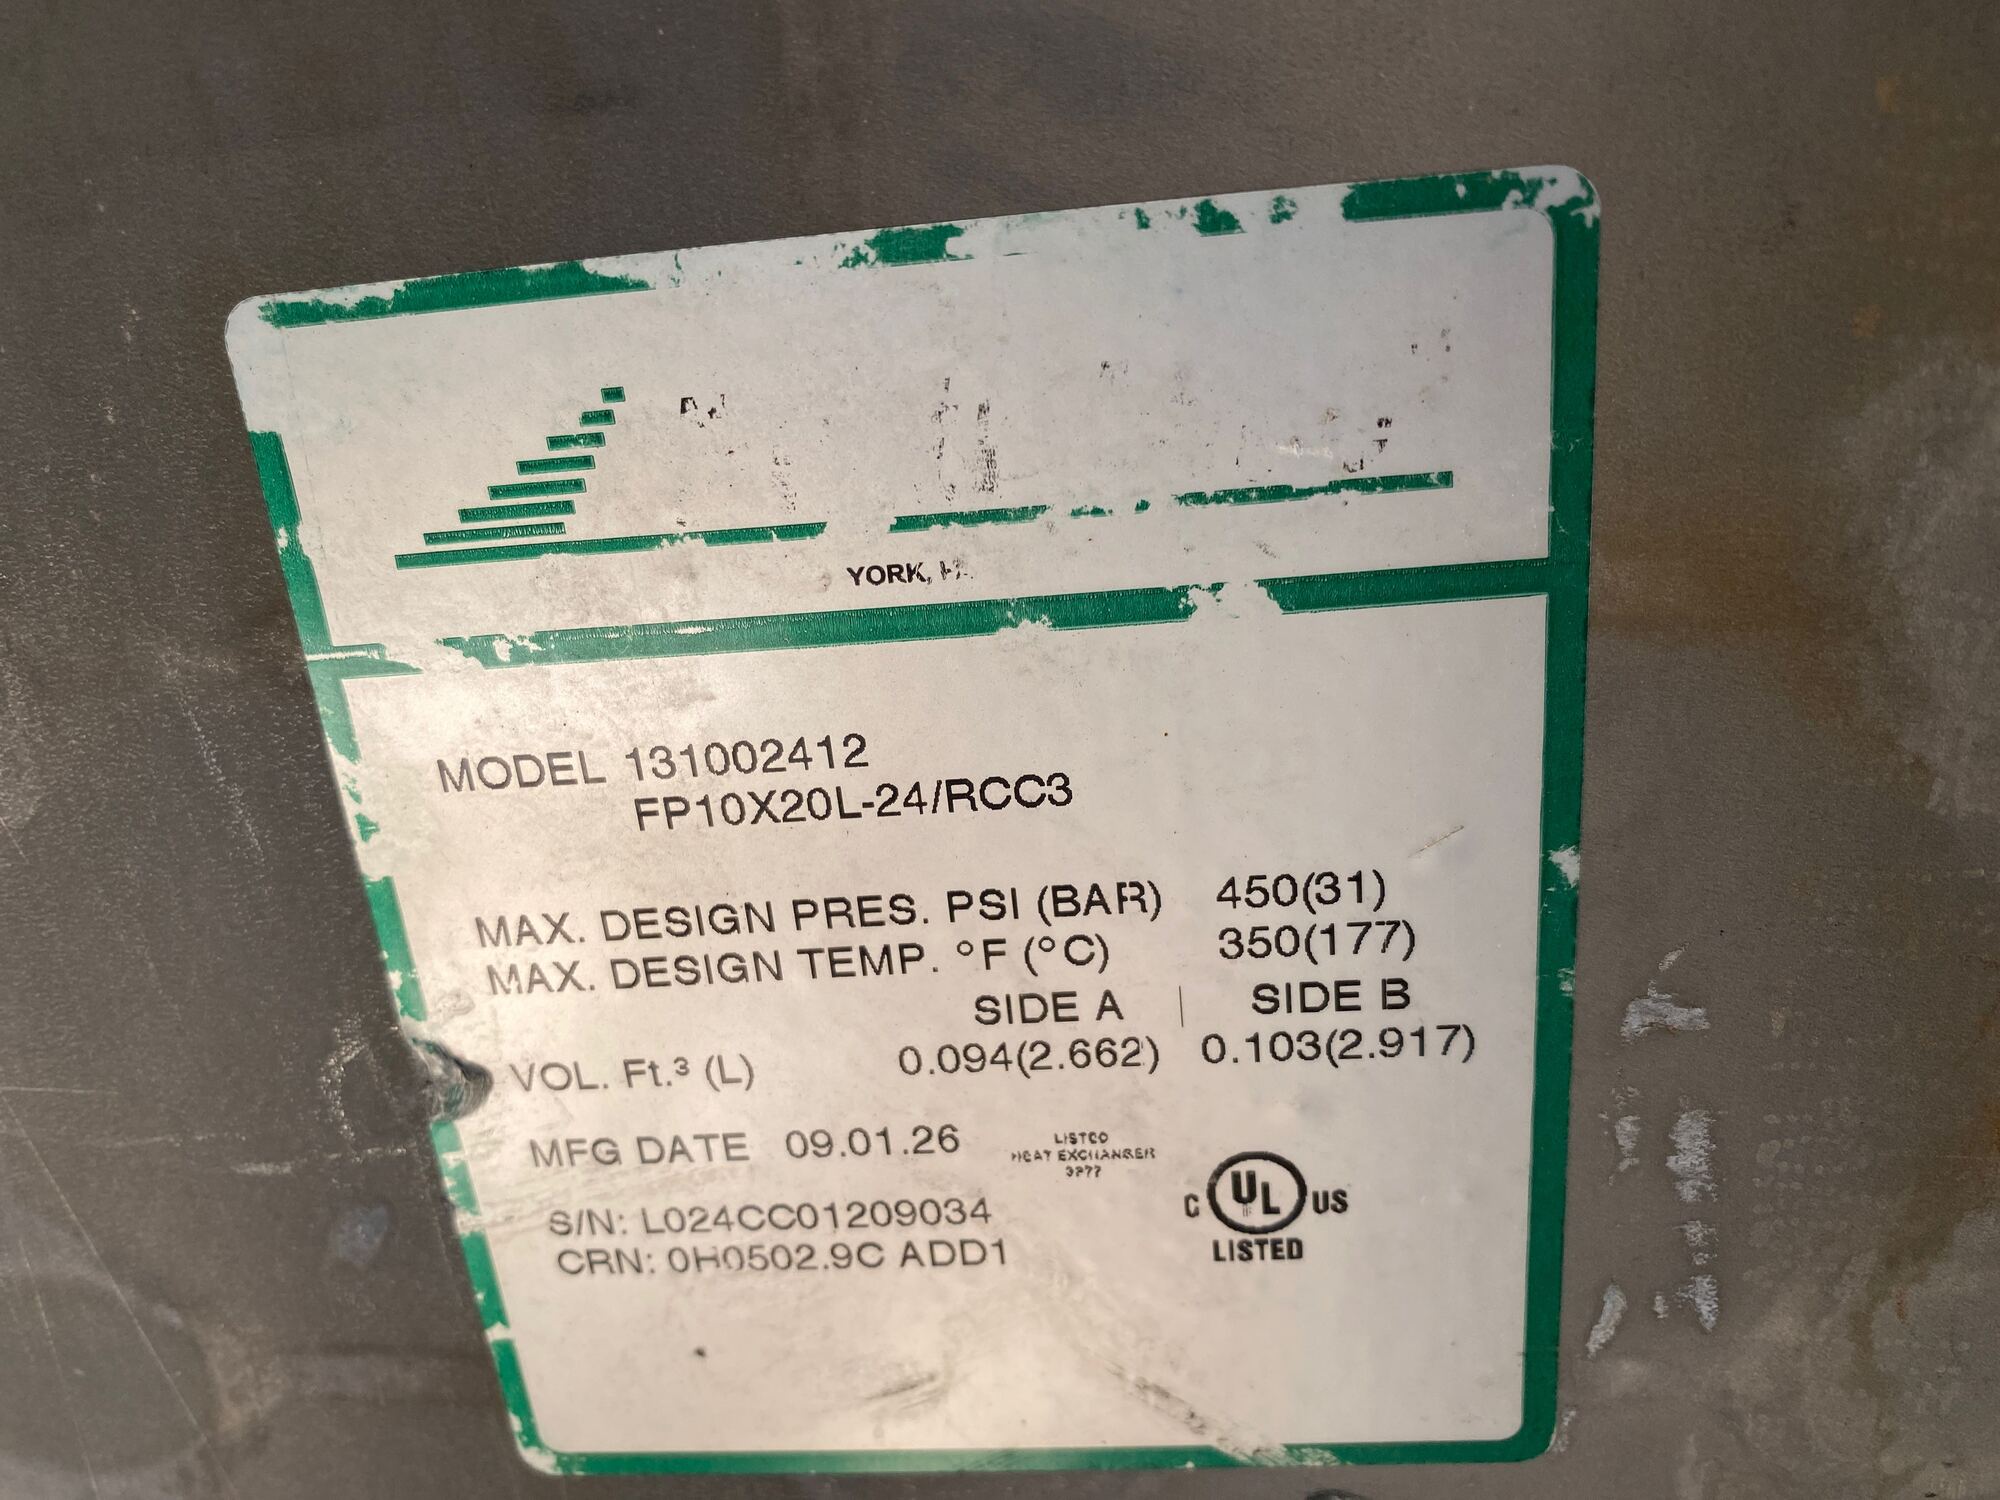 YORK,
MODEL 131002412
FP10X20L-24/RCC3
MAX. DESIGN PRES. PSI (BAR) 450(31)
MAX. DESIGN TEMP. °F (°C) 350(177)
SIDE A | SIDE B
VOL. Ft.³ (L) 0.094(2.662) 0.103(2.917)
MFG DATE 09.01.26
HEAT EXCHANGER
S/N: L024CC01209034
CRN: 0H0502.9C ADD1
C UL US
LISTED